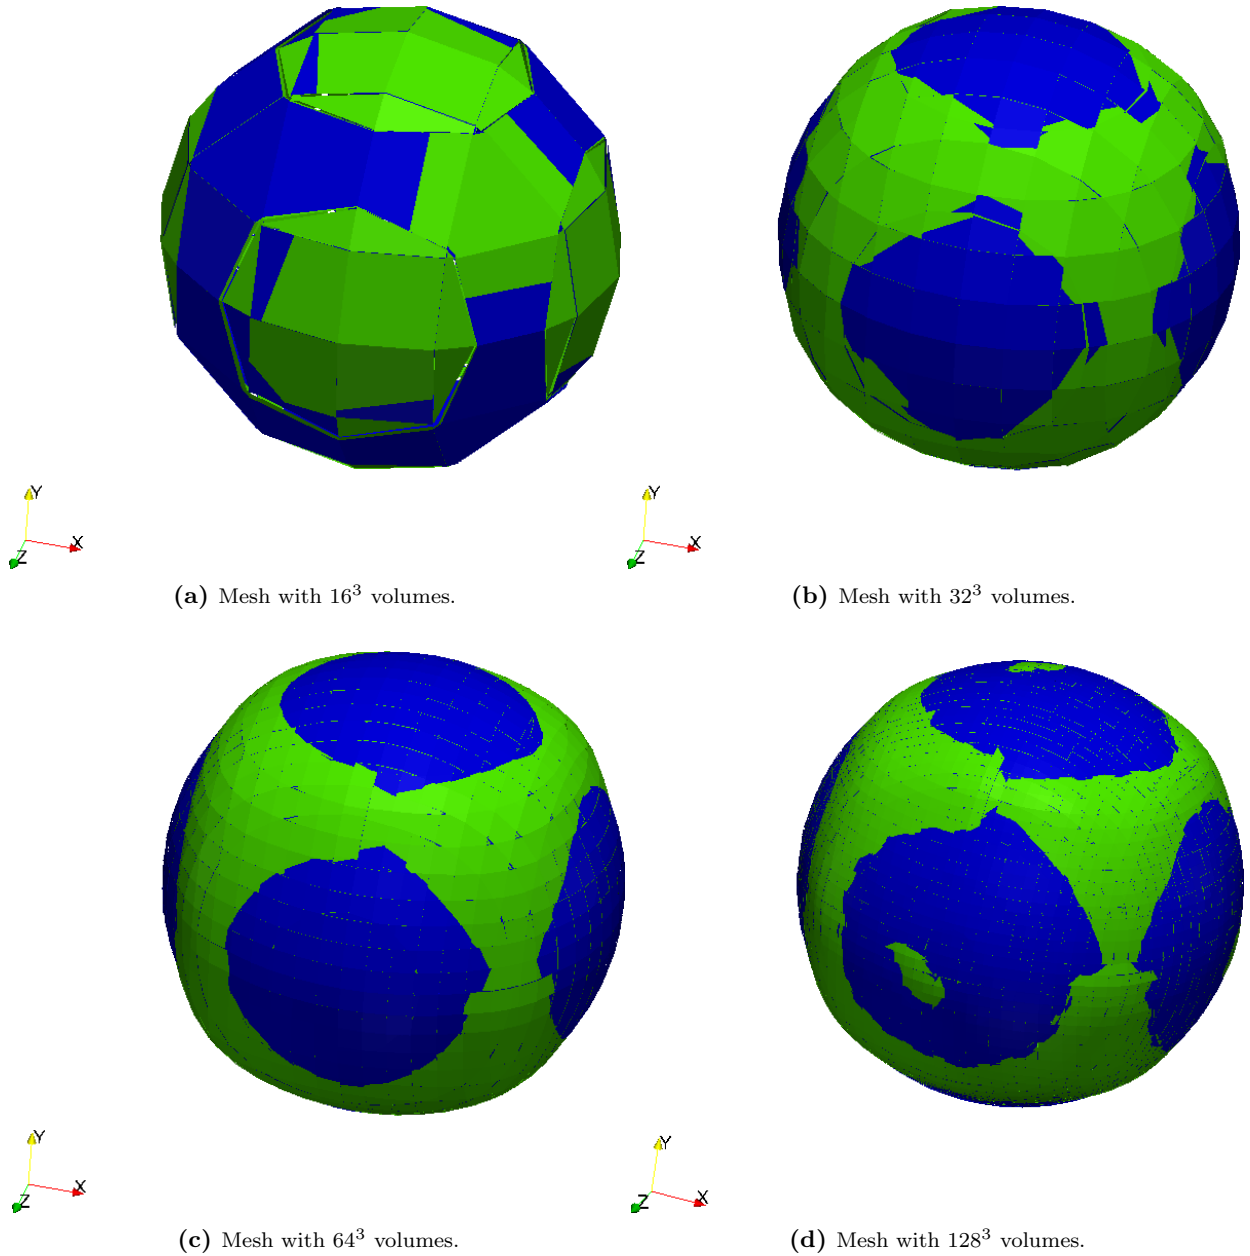 Y
X
Z
Y
X
Z
(a) Mesh with 16³ volumes.
(b) Mesh with 32³ volumes.
Y
X
Z
Y
X
Z
(c) Mesh with 64³ volumes.
(d) Mesh with 128³ volumes.